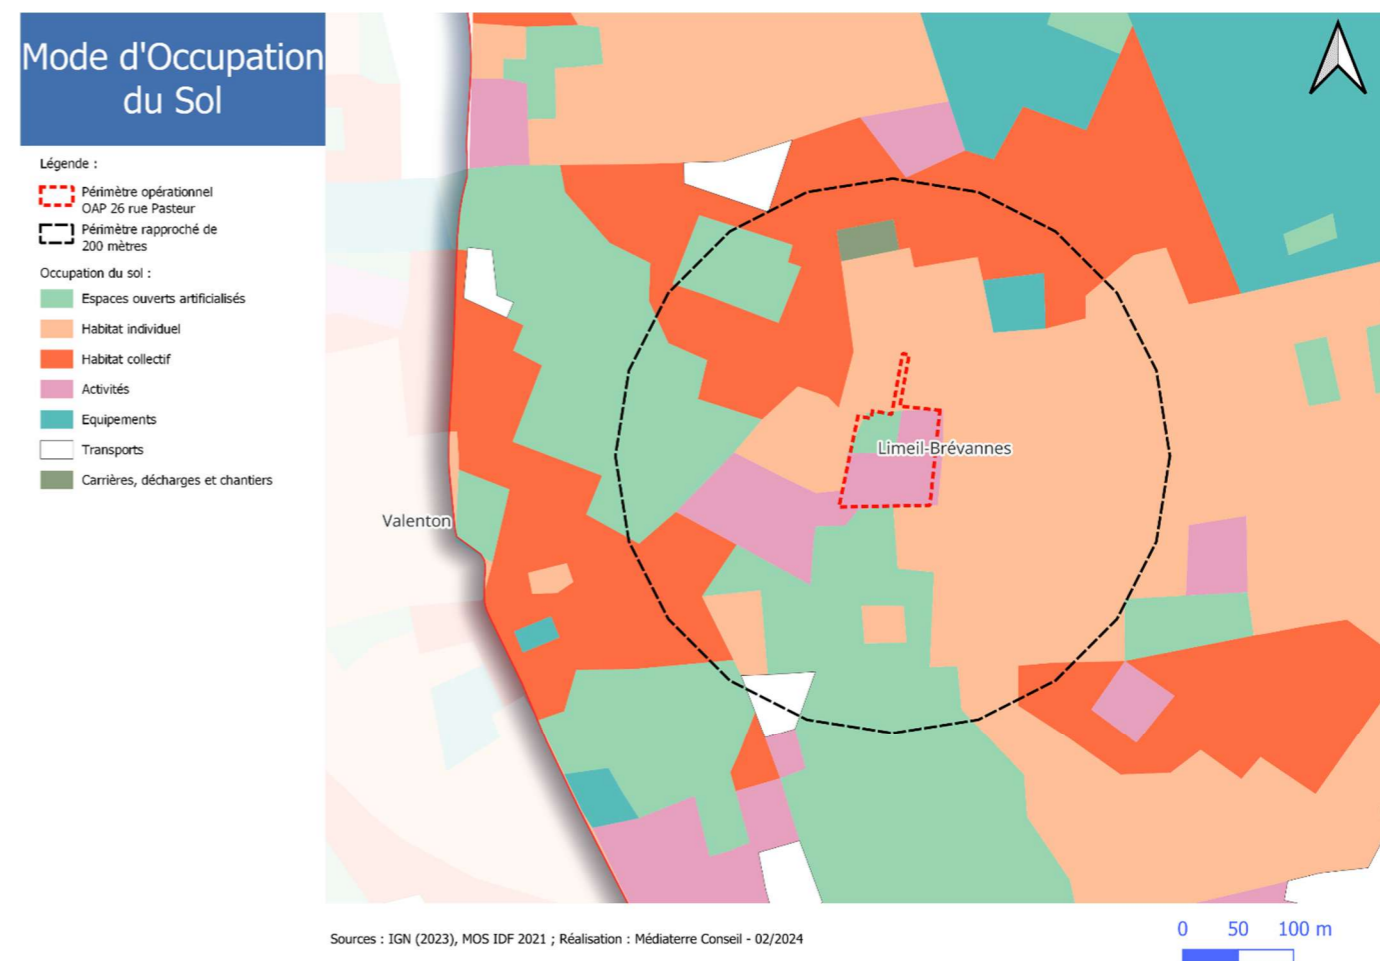 Mode d'Occupation
du Sol
Légende :
Périmètre opérationnel
OAP 26 rue Pasteur
Périmètre rapproché de
200 mètres
Occupation du sol :
Espaces ouverts artificialisés
Habitat individuel
Habitat collectif
Activités
Equipements
Transports
Carrières, décharges et chantiers
Limeil-Brévannes
Valenton
Sources : IGN (2023), MOS IDF 2021 ; Réalisation : Médiaterre Conseil - 02/2024
0 50 100 m